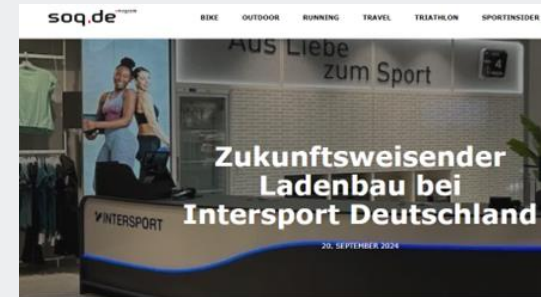 soq.de
BIKE OUTDOOR RUNNING TRAVEL TRIATHLON SPORTINSIDER
Aus Liebe
zum Sport
Zukunftsweisender
Ladenbau bei
Intersport Deutschland
INTERSPORT
20. SEPTEMBER 2024